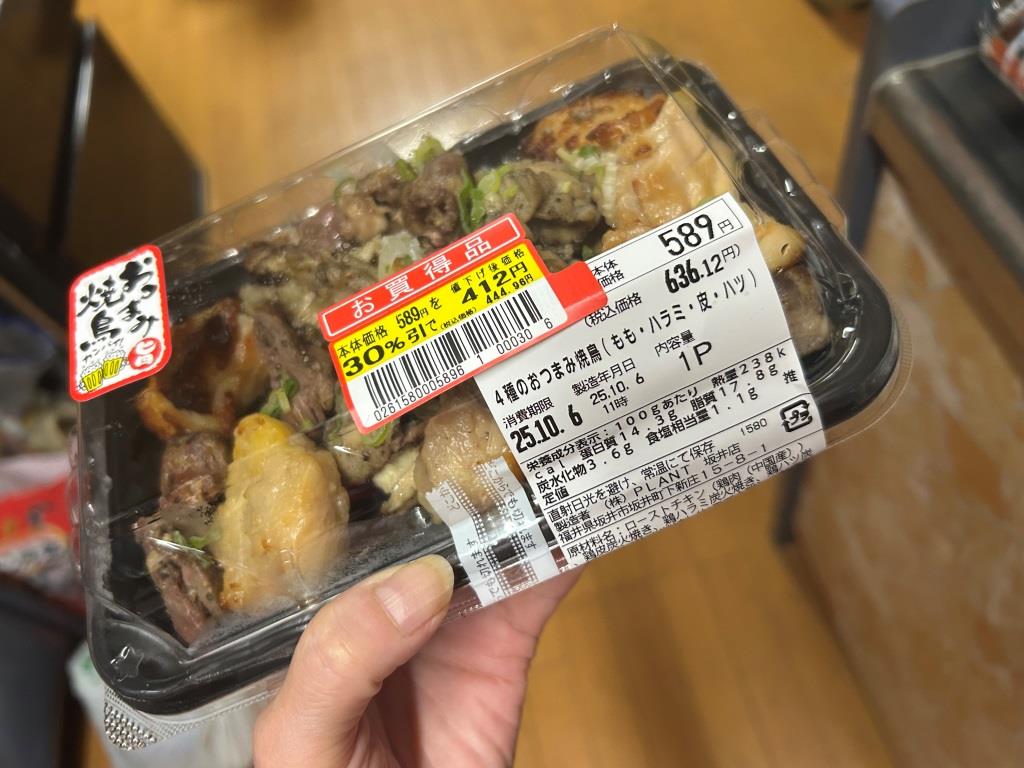 おつまみ
焼鳥
カンパイ
お買得品
本体価格 589円を 値下げ後価格
30%引で 412円
(税込価格) 444.96円
0261580005896 1 00030 6
本体価格 589円
(税込価格) 636.12円)
4種のおつまみ焼鳥(もも・ハラミ・皮・ハツ)
消費期限 製造年月日 内容量
25.10. 6 25.10. 6 1P
11時
栄養成分表示:100gあたり 熱量238k
cal 蛋白質14.3g 脂質17.8g 推
炭水化物3.6g 食塩相当量1.1g 定値
1580
直射日光を避け、常温にて保存
製造者 (株)PLANT 坂井店
福井県坂井市坂井町下新庄15-8-1
原材料名:ローストチキン(鶏肉(中国産)